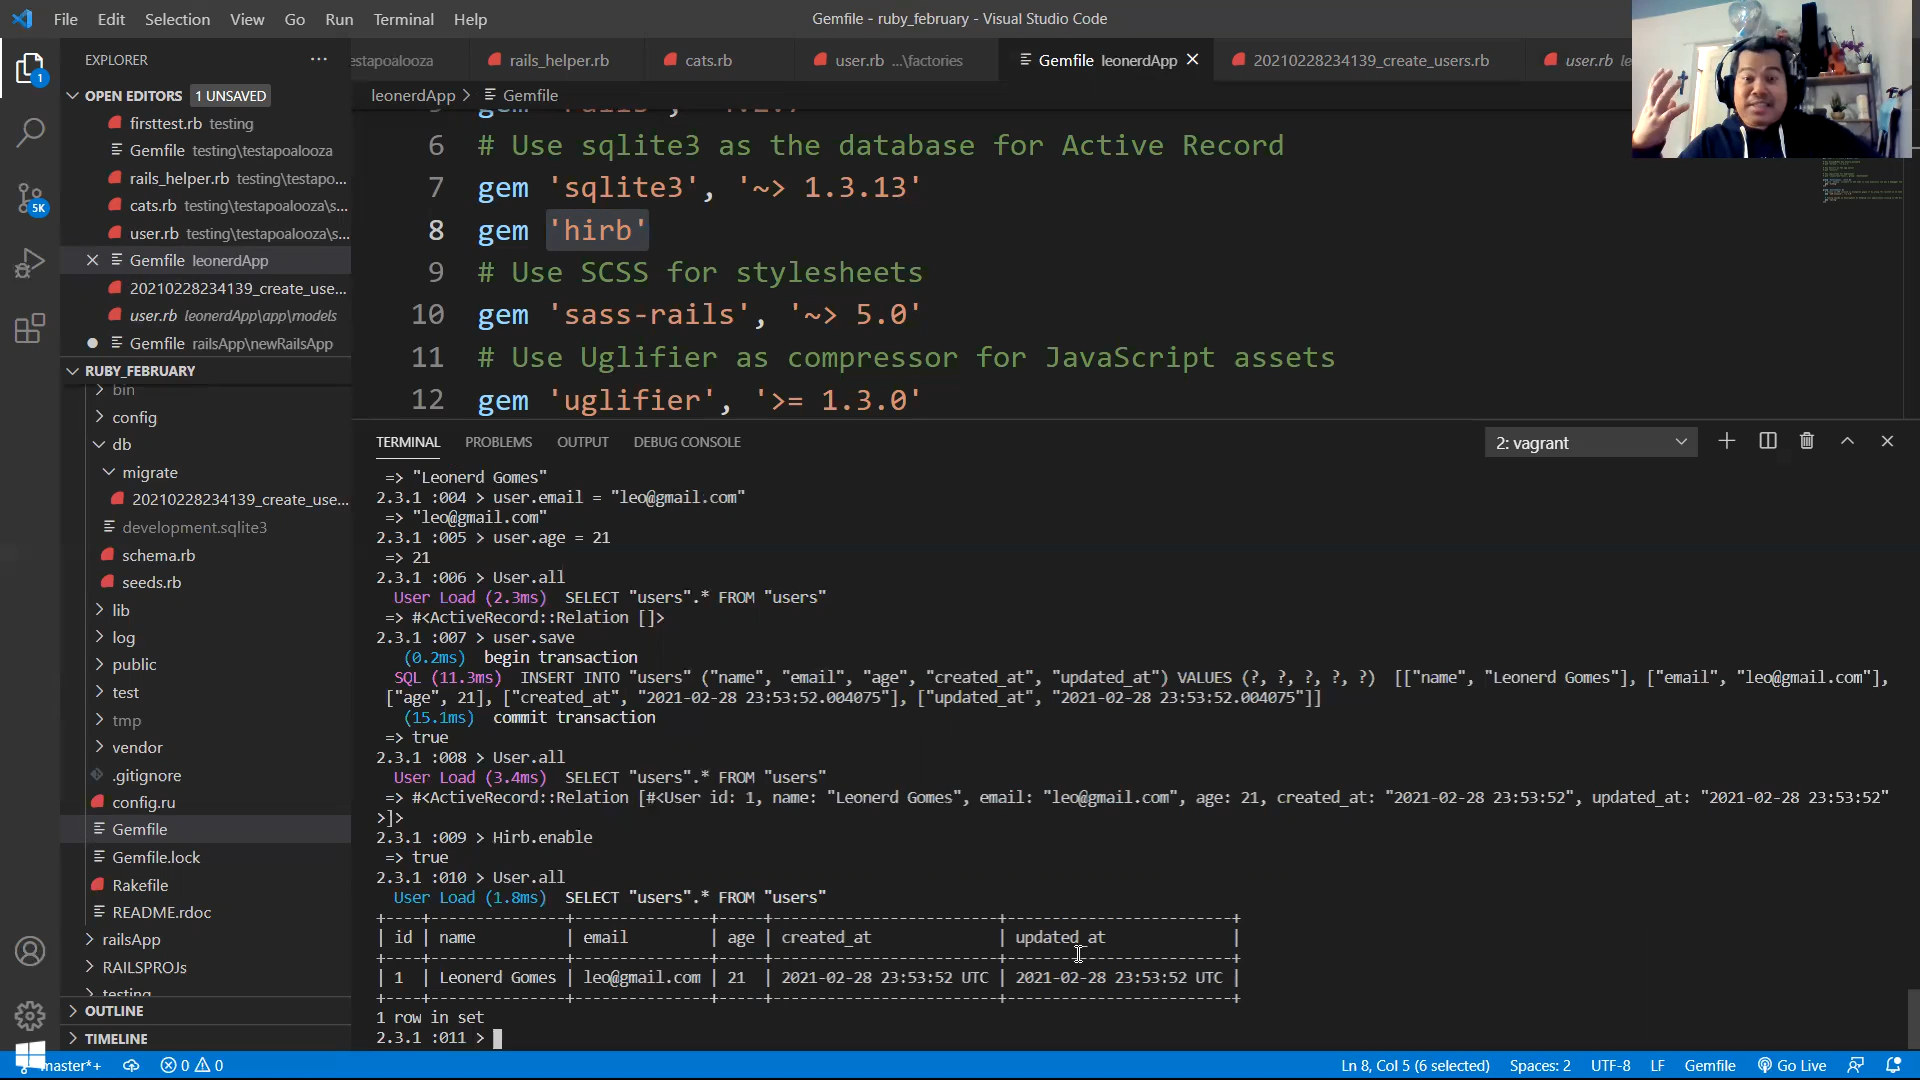 File Edit Selection View Go Run Terminal Help
Gemfile - ruby_february - Visual Studio Code
EXPLORER ...
OPEN EDITORS 1 UNSAVED
firsttest.rb testing
Gemfile testing\testapoalooza
rails_helper.rb testing\testapo...
cats.rb testing\testapoalooza\s...
user.rb testing\testapoalooza\s...
Gemfile leonerdApp
20210228234139_create_use...
user.rb leonerdApp\app\models
Gemfile railsApp\newRailsApp
RUBY_FEBRUARY
bin
config
db
migrate
20210228234139_create_use...
development.sqlite3
schema.rb
seeds.rb
lib
log
public
test
tmp
vendor
.gitignore
config.ru
Gemfile
Gemfile.lock
Rakefile
README.rdoc
railsApp
RAILSPROJs
testing
OUTLINE
TIMELINE
1
5K
estapoalooza rails_helper.rb cats.rb user.rb ...\factories Gemfile leonerdApp 20210228234139_create_users.rb user.rb le
leonerdApp > Gemfile
6 # Use sqlite3 as the database for Active Record
7 gem 'sqlite3', '~> 1.3.13'
8 gem 'hirb'
9 # Use SCSS for stylesheets
10 gem 'sass-rails', '~> 5.0'
11 # Use Uglifier as compressor for JavaScript assets
12 gem 'uglifier', '>= 1.3.0'
TERMINAL PROBLEMS OUTPUT DEBUG CONSOLE
2: vagrant
=> "Leonerd Gomes"
2.3.1 :004 > user.email = "leo@gmail.com"
=> "leo@gmail.com"
2.3.1 :005 > user.age = 21
=> 21
2.3.1 :006 > User.all
User Load (2.3ms) SELECT "users".* FROM "users"
=> #<ActiveRecord::Relation []>
2.3.1 :007 > user.save
(0.2ms) begin transaction
SQL (11.3ms) INSERT INTO "users" ("name", "email", "age", "created_at", "updated_at") VALUES (?, ?, ?, ?, ?) [["name", "Leonerd Gomes"], ["email", "leo@gmail.com"],
["age", 21], ["created_at", "2021-02-28 23:53:52.004075"], ["updated_at", "2021-02-28 23:53:52.004075"]]
(15.1ms) commit transaction
=> true
2.3.1 :008 > User.all
User Load (3.4ms) SELECT "users".* FROM "users"
=> #<ActiveRecord::Relation [#<User id: 1, name: "Leonerd Gomes", email: "leo@gmail.com", age: 21, created_at: "2021-02-28 23:53:52", updated_at: "2021-02-28 23:53:52"
>]>
2.3.1 :009 > Hirb.enable
=> true
2.3.1 :010 > User.all
User Load (1.8ms) SELECT "users".* FROM "users"
+----+---------------+---------------+-----+-------------------------+-------------------------+
| id | name | email | age | created_at | updated_at |
+----+---------------+---------------+-----+-------------------------+-------------------------+
| 1 | Leonerd Gomes | leo@gmail.com | 21 | 2021-02-28 23:53:52 UTC | 2021-02-28 23:53:52 UTC |
+----+---------------+---------------+-----+-------------------------+-------------------------+
1 row in set
2.3.1 :011 >
master*+ 0 0 Ln 8, Col 5 (6 selected) Spaces: 2 UTF-8 LF Gemfile Go Live